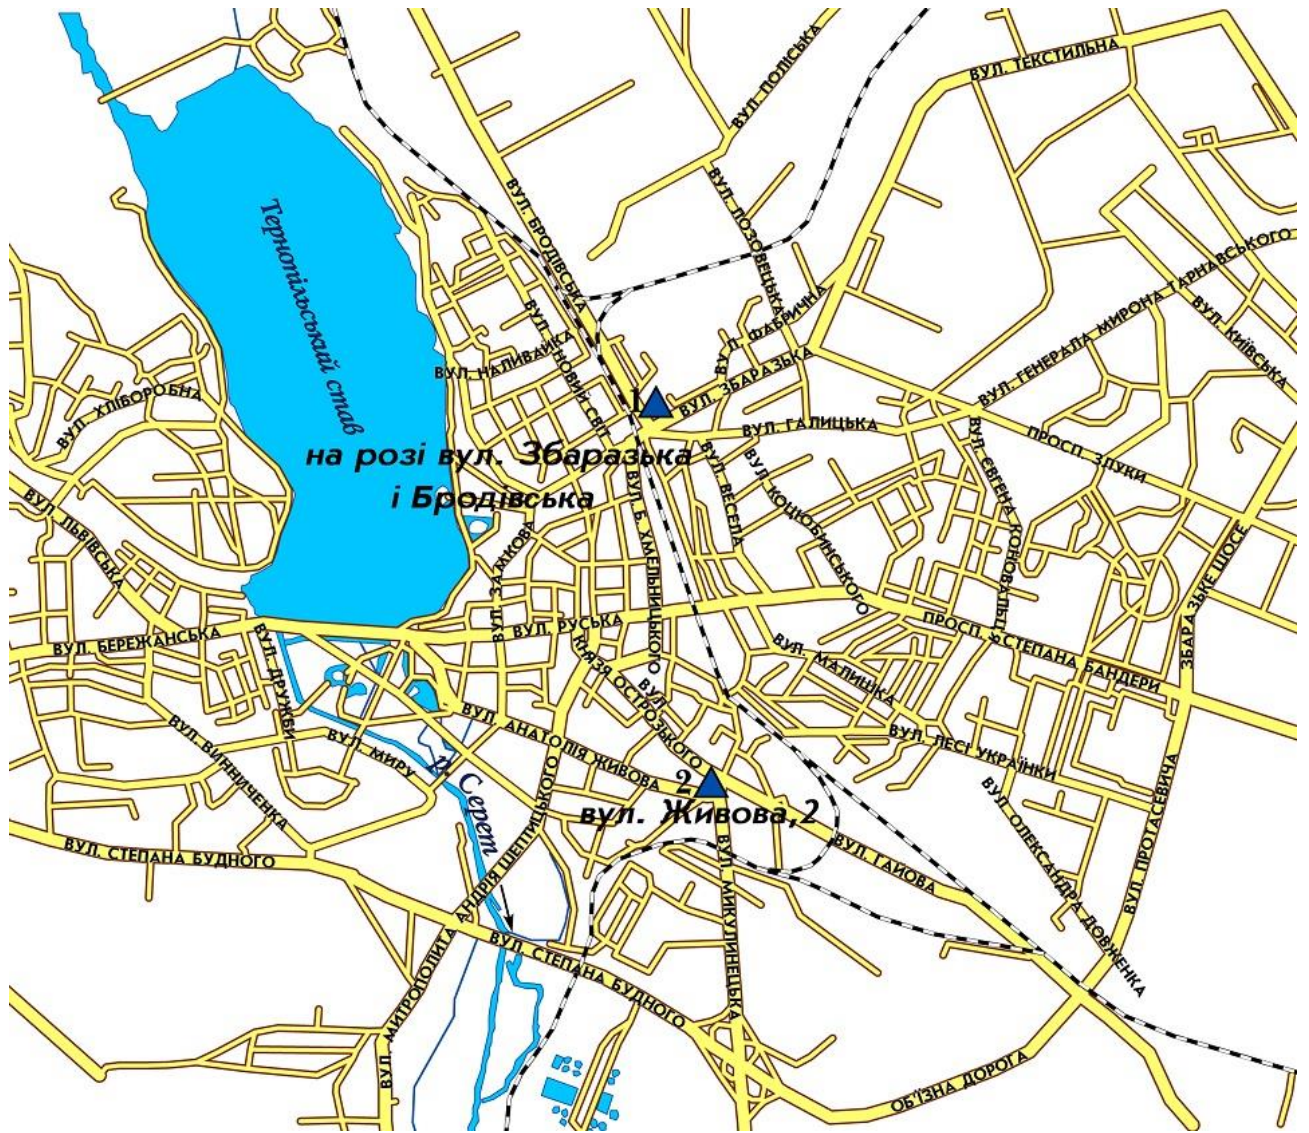 ВУЛ. ТЕКСТИЛЬНА
ВУЛ. ПОЛІСЬКА
ВУЛ. БРОДІВСЬКА
ВУЛ. ЛОЗОВЕЦЬКА
Тернопільський став
ВУЛ. ГЕНЕРАЛА МИРОНА ТАРНАВСЬКОГО
ВУЛ. КИЇВСЬКА
ВУЛ. ФАБРИЧНА
ВУЛ. НОВИЙ СВІТ
ВУЛ. НАЛИВАЙКА
ВУЛ. ЗБАРАЗЬКА
ВУЛ. ХЛІБОРОБНА
1
ВУЛ. ГАЛИЦЬКА
ПРОСП. ЗЛУКИ
на розі вул. Збаразька
і Бродівська
ВУЛ. ВЕСЕЛА
ВУЛ. КОЦЮБИНСЬКОГО
ВУЛ. ЄВГЕНА КОНОВАЛЬЦЯ
ВУЛ. Б. ХМЕЛЬНИЦЬКОГО
ВУЛ. ЛЬВІВСЬКА
ВУЛ. ЗАМКОВА
ЗБАРАЗЬКЕ ШОСЕ
ВУЛ. РУСЬКА
ВУЛ. БЕРЕЖАНСЬКА
ПРОСП. СТЕПАНА БАНДЕРИ
ВУЛ. ДРУЖБИ
ВУЛ. КНЯЗЯ ОСТРОЗЬКОГО
ВУЛ. МАЛИШКА
ВУЛ. АНАТОЛІЯ ЖИВОВА
ВУЛ. ВИННИЧЕНКА
ВУЛ. МИРУ
ВУЛ. ЛЕСІ УКРАЇНКИ
р. Серет
2
вул. Живова,2
ВУЛ. ОЛЕКСАНДРА ДОВЖЕНКА
ВУЛ. ПРОТАСЕВИЧА
ВУЛ. СТЕПАНА БУДНОГО
ВУЛ. ГАЙОВА
ВУЛ. МИКУЛИНЕЦЬКА
ВУЛ. МИТРОПОЛИТА АНДРІЯ ШЕПТИЦЬКОГО
ВУЛ. СТЕПАНА БУДНОГО
ОБ'ЇЗНА ДОРОГА